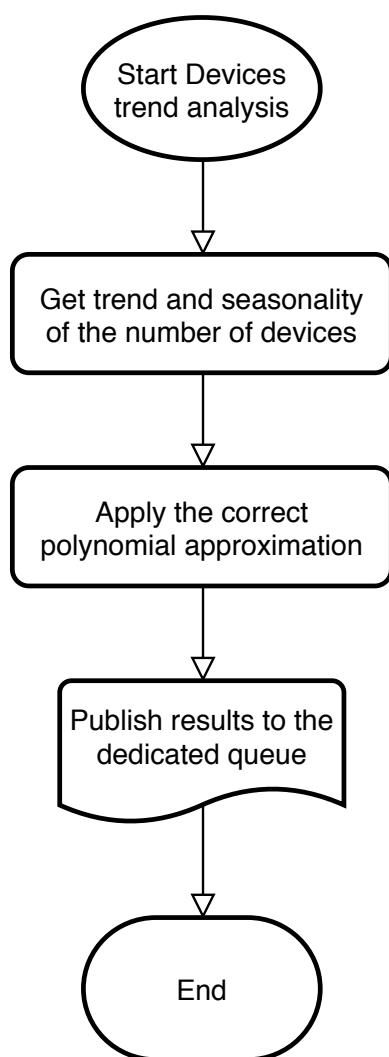 Start Devices
trend analysis
Get trend and seasonality
of the number of devices
Apply the correct
polynomial approximation
Publish results to the
dedicated queue
End